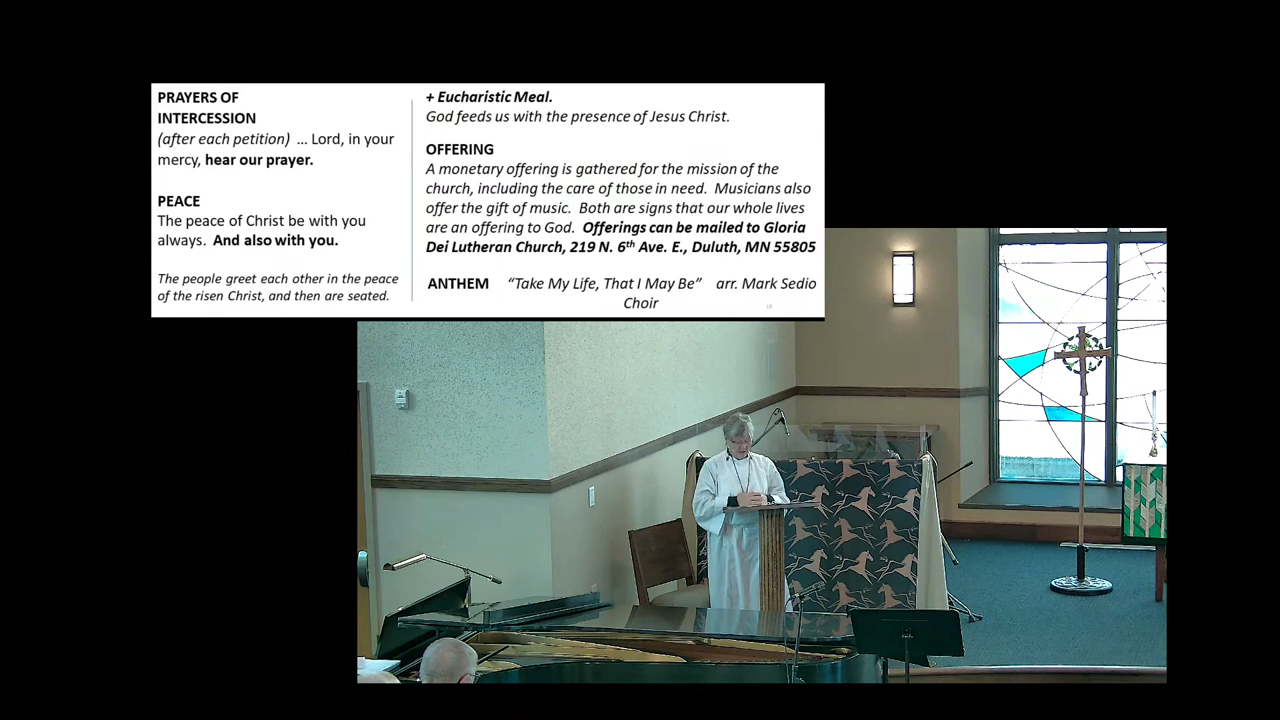 PRAYERS OF
INTERCESSION
(after each petition) ... Lord, in your
mercy, hear our prayer.
PEACE
The peace of Christ be with you
always. And also with you.
The people greet each other in the peace
of the risen Christ, and then are seated.
+ Eucharistic Meal.
God feeds us with the presence of Jesus Christ.
OFFERING
A monetary offering is gathered for the mission of the
church, including the care of those in need. Musicians also
offer the gift of music. Both are signs that our whole lives
are an offering to God. Offerings can be mailed to Gloria
Dei Lutheran Church, 219 N. 6th Ave. E., Duluth, MN 55805
ANTHEM “Take My Life, That I May Be” arr. Mark Sedio
Choir